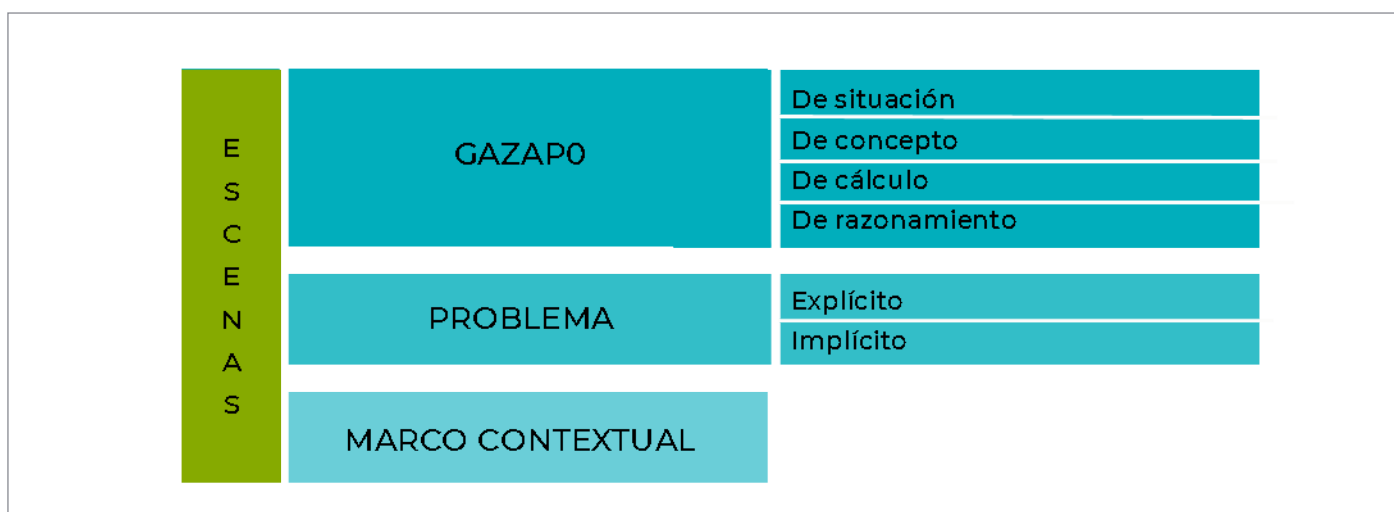 ESCENAS
GAZAP0
De situación
De concepto
De cálculo
De razonamiento
PROBLEMA
Explícito
Implícito
MARCO CONTEXTUAL